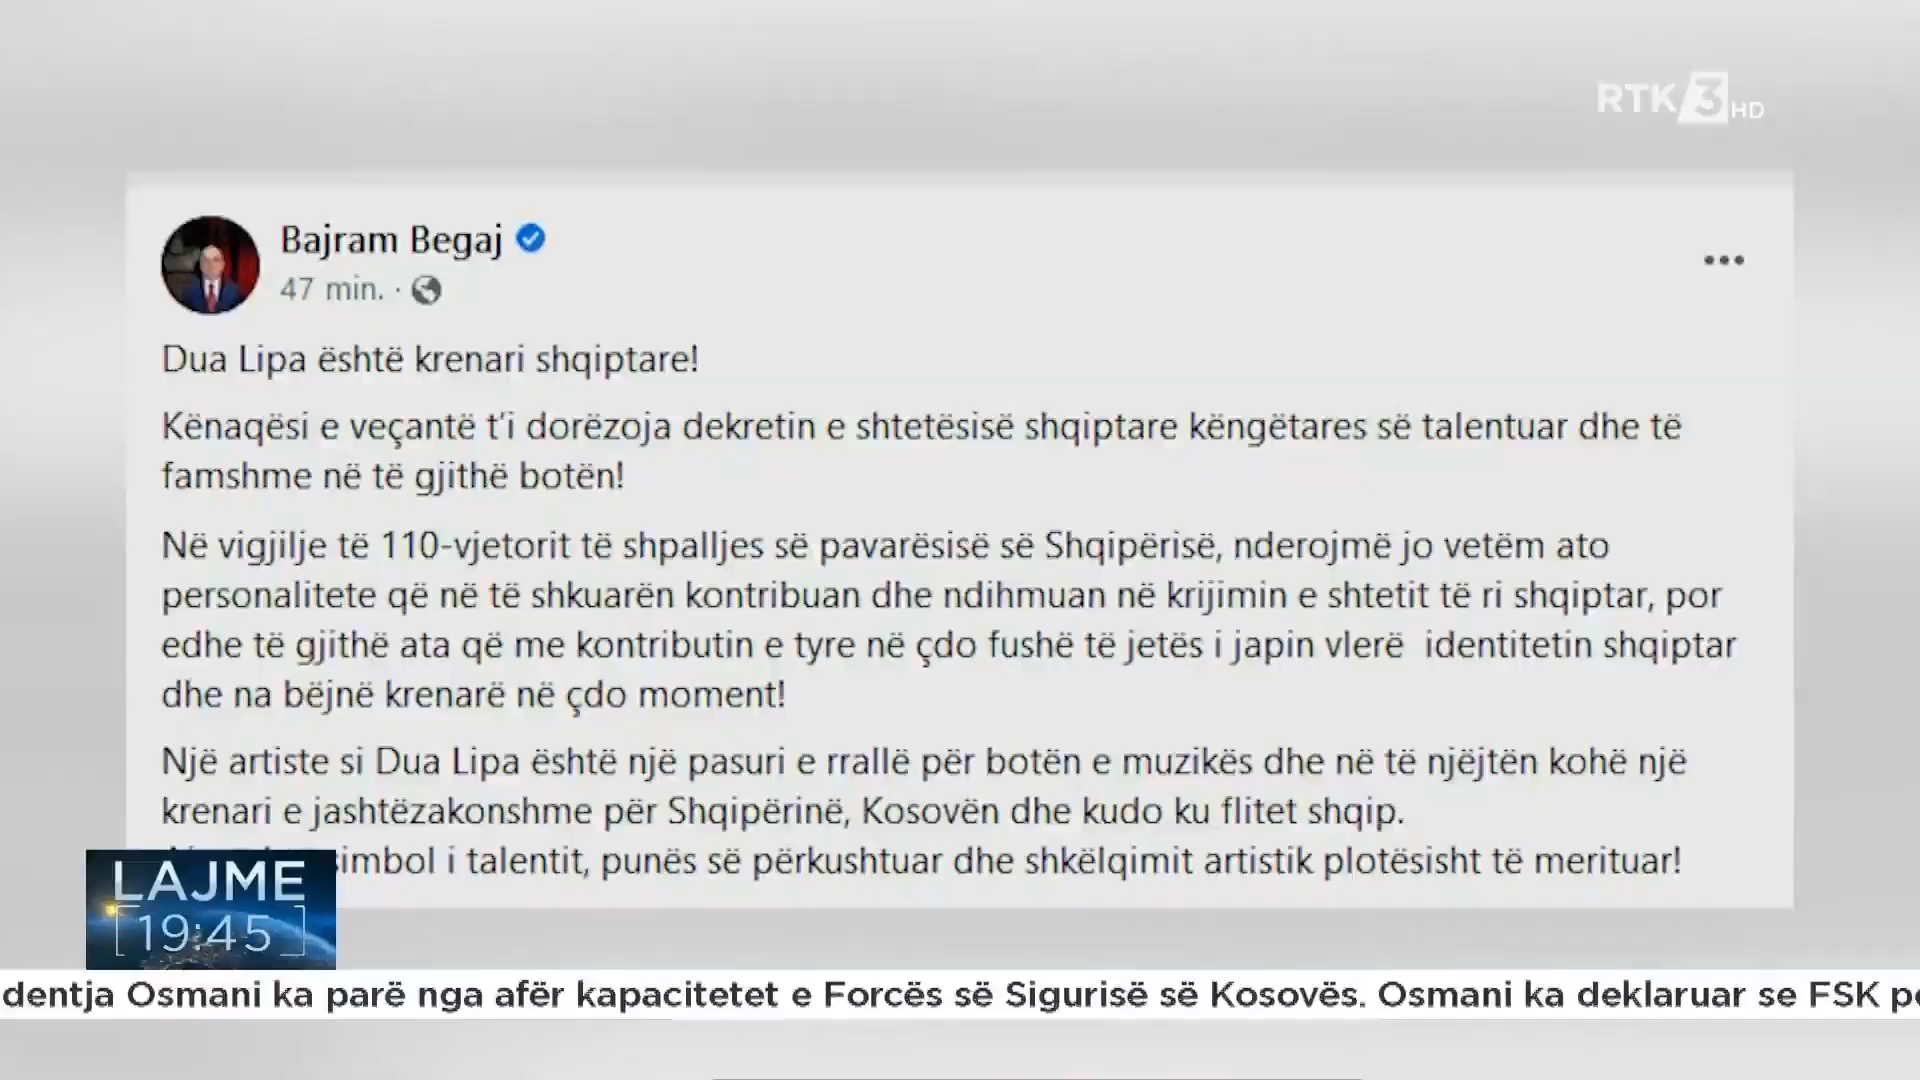 RTK 3 HD
Bajram Begaj
47 min. ·
Dua Lipa është krenari shqiptare!
Kënaqësi e veçantë t'i dorëzoja dekretin e shtetësisë shqiptare këngëtares së talentuar dhe të
famshme në të gjithë botën!
Në vigjilje të 110-vjetorit të shpalljes së pavarësisë së Shqipërisë, nderojmë jo vetëm ato
personalitete që në të shkuarën kontribuan dhe ndihmuan në krijimin e shtetit të ri shqiptar, por
edhe të gjithë ata që me kontributin e tyre në çdo fushë të jetës i japin vlerë identitetin shqiptar
dhe na bëjnë krenarë në çdo moment!
Një artiste si Dua Lipa është një pasuri e rrallë për botën e muzikës dhe në të njëjtën kohë një
krenari e jashtëzakonshme për Shqipërinë, Kosovën dhe kudo ku flitet shqip.
simbol i talentit, punës së përkushtuar dhe shkëlqimit artistik plotësisht të merituar!
LAJME
19:45
dentja Osmani ka parë nga afër kapacitetet e Forcës së Sigurisë së Kosovës. Osmani ka deklaruar se FSK